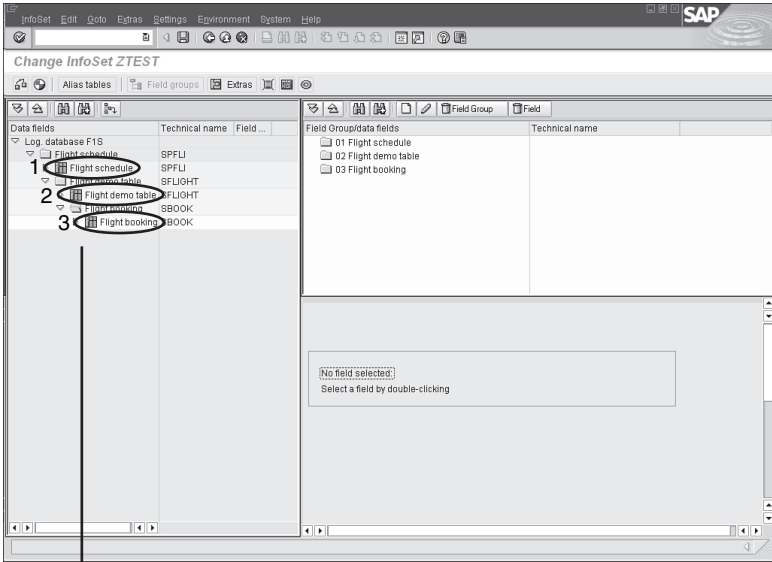 InfoSet Edit Goto Extras Settings Environment System Help
SAP
Change InfoSet ZTEST
Alias tables Field groups Extras
Field Group Field
Data fields Technical name Field ...
Log. database F1S
Flight schedule SPFLI
1 Flight schedule SPFLI
Flight demo table SFLIGHT
2 Flight demo table SFLIGHT
Flight booking SBOOK
3 Flight booking SBOOK
Field Group/data fields Technical name
01 Flight schedule
02 Flight demo table
03 Flight booking
No field selected:
Select a field by double-clicking